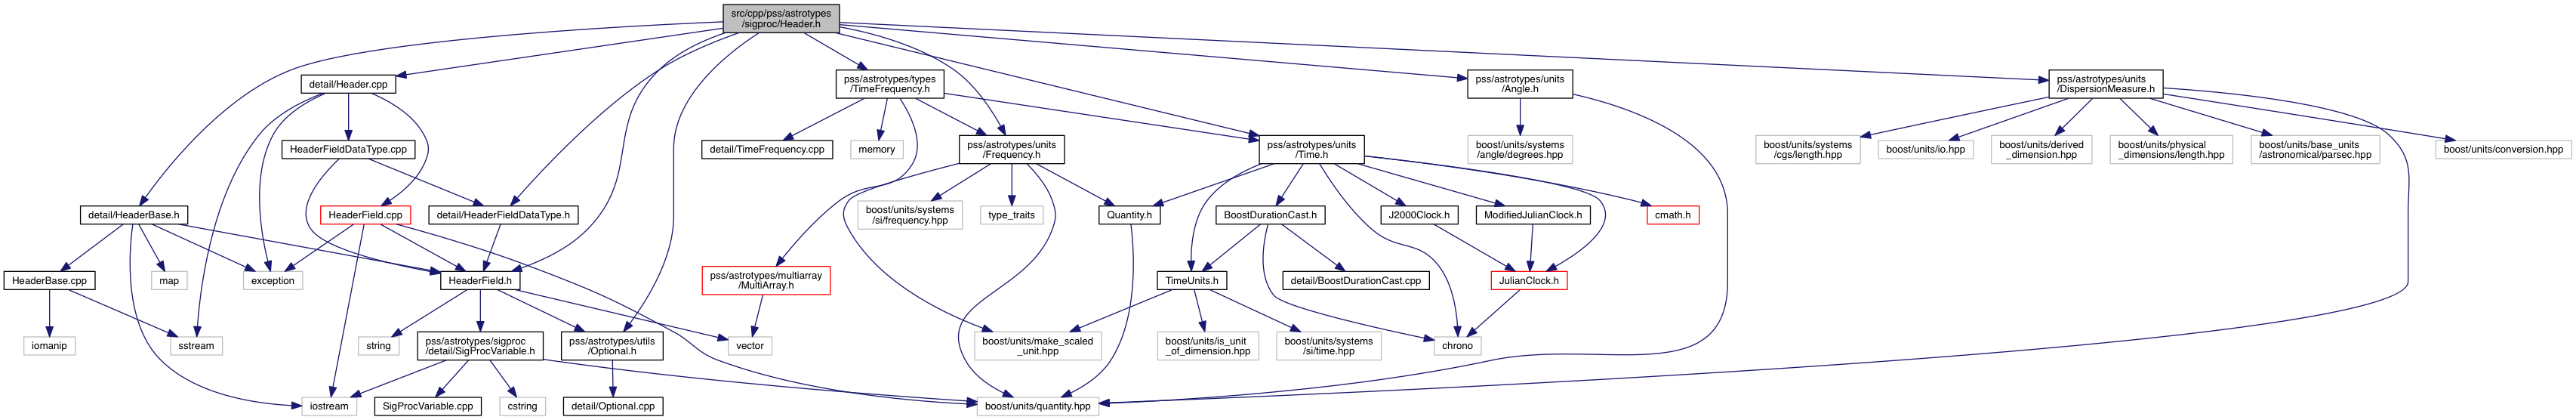 src/cpp/pss/astrotypes
/sigproc/Header.h
detail/Header.cpp
pss/astrotypes/types
/TimeFrequency.h
pss/astrotypes/units
/Angle.h
pss/astrotypes/units
/DispersionMeasure.h
HeaderFieldDataType.cpp
detail/TimeFrequency.cpp
memory
pss/astrotypes/units
/Frequency.h
pss/astrotypes/units
/Time.h
boost/units/systems
/angle/degrees.hpp
boost/units/systems
/cgs/length.hpp
boost/units/io.hpp
boost/units/derived
_dimension.hpp
boost/units/physical
_dimensions/length.hpp
boost/units/base_units
/astronomical/parsec.hpp
boost/units/conversion.hpp
detail/HeaderBase.h
HeaderField.cpp
detail/HeaderFieldDataType.h
boost/units/systems
/si/frequency.hpp
type_traits
Quantity.h
BoostDurationCast.h
J2000Clock.h
ModifiedJulianClock.h
cmath.h
HeaderBase.cpp
map
exception
HeaderField.h
pss/astrotypes/multiarray
/MultiArray.h
TimeUnits.h
detail/BoostDurationCast.cpp
JulianClock.h
iomanip
sstream
string
pss/astrotypes/sigproc
/detail/SigProcVariable.h
pss/astrotypes/utils
/Optional.h
vector
boost/units/make_scaled
_unit.hpp
boost/units/is_unit
_of_dimension.hpp
boost/units/systems
/si/time.hpp
chrono
iostream
SigProcVariable.cpp
cstring
detail/Optional.cpp
boost/units/quantity.hpp